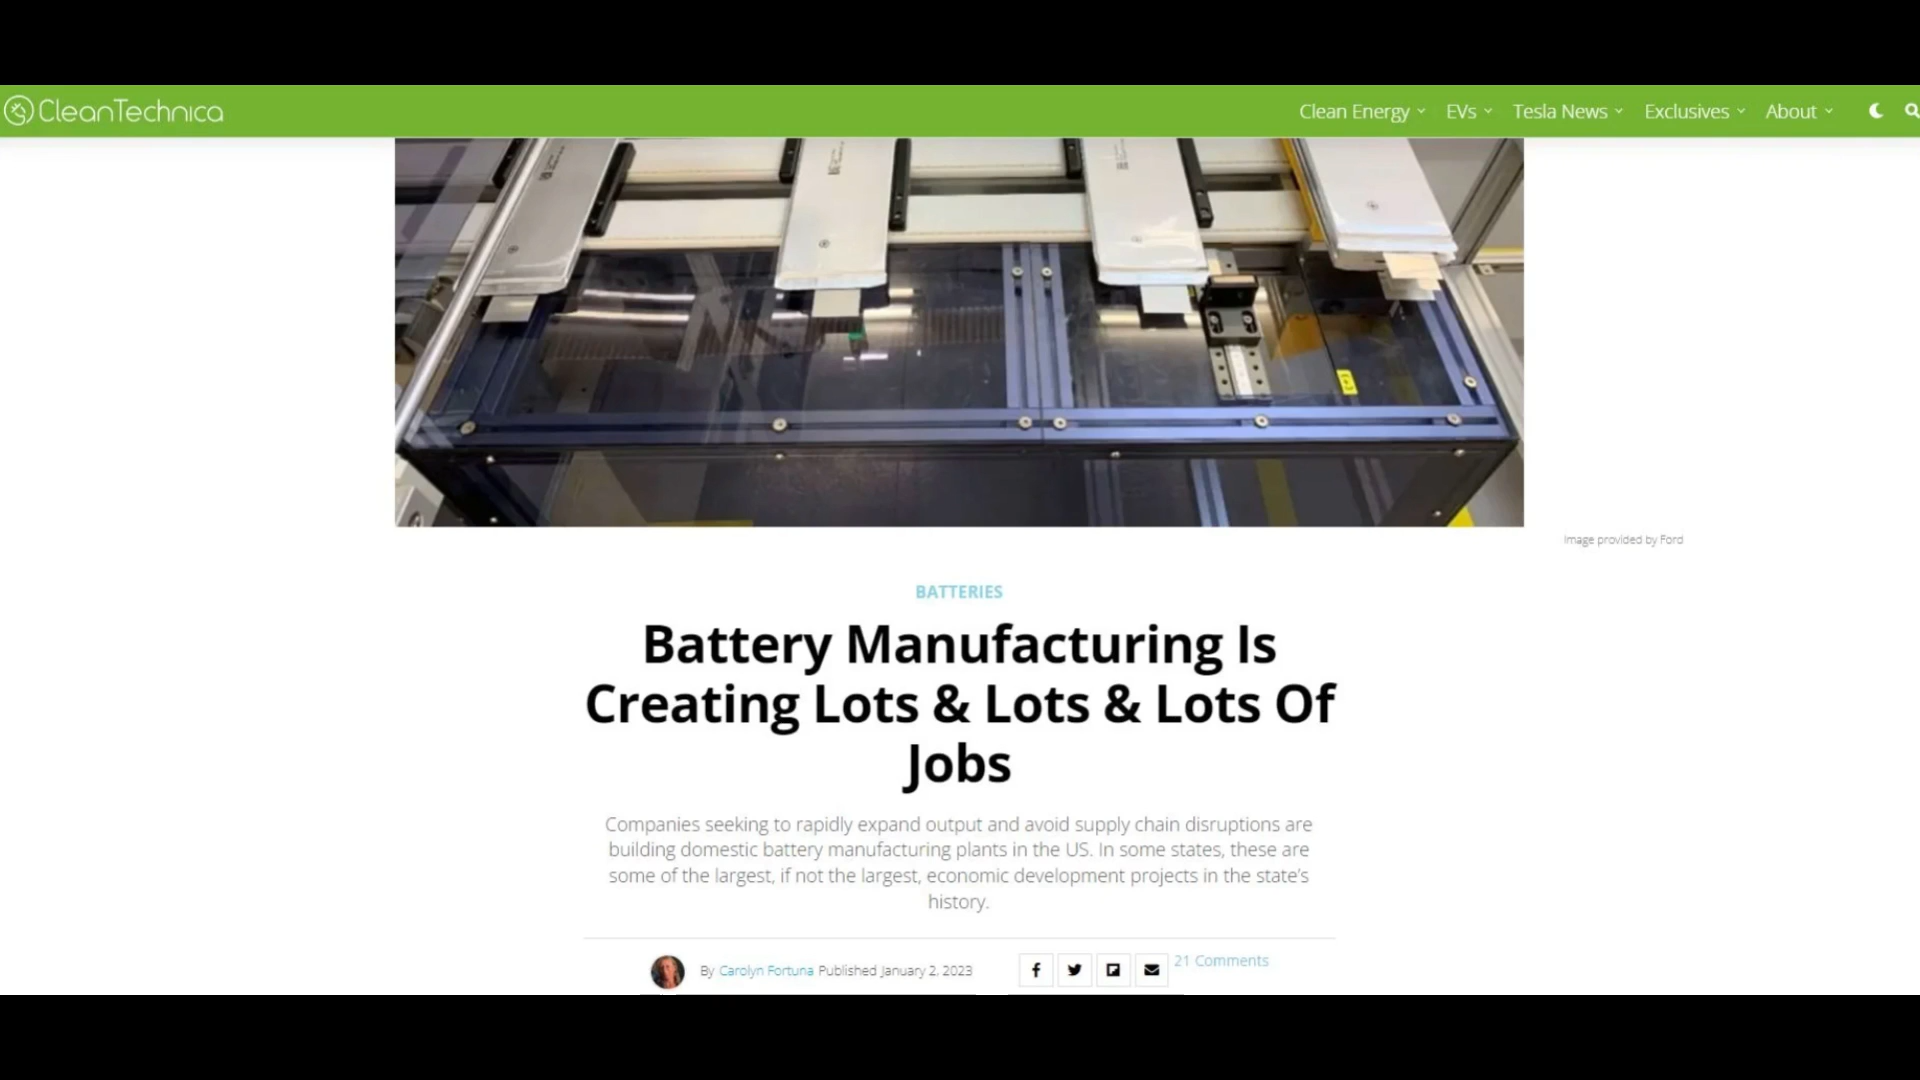 CleanTechnica
Clean Energy EVs Tesla News Exclusives About
Image provided by Ford
BATTERIES
Battery Manufacturing Is
Creating Lots & Lots & Lots Of
Jobs
Companies seeking to rapidly expand output and avoid supply chain disruptions are
building domestic battery manufacturing plants in the US. In some states, these are
some of the largest, if not the largest, economic development projects in the state's
history.
By Carolyn Fortuna Published January 2, 2023
21 Comments